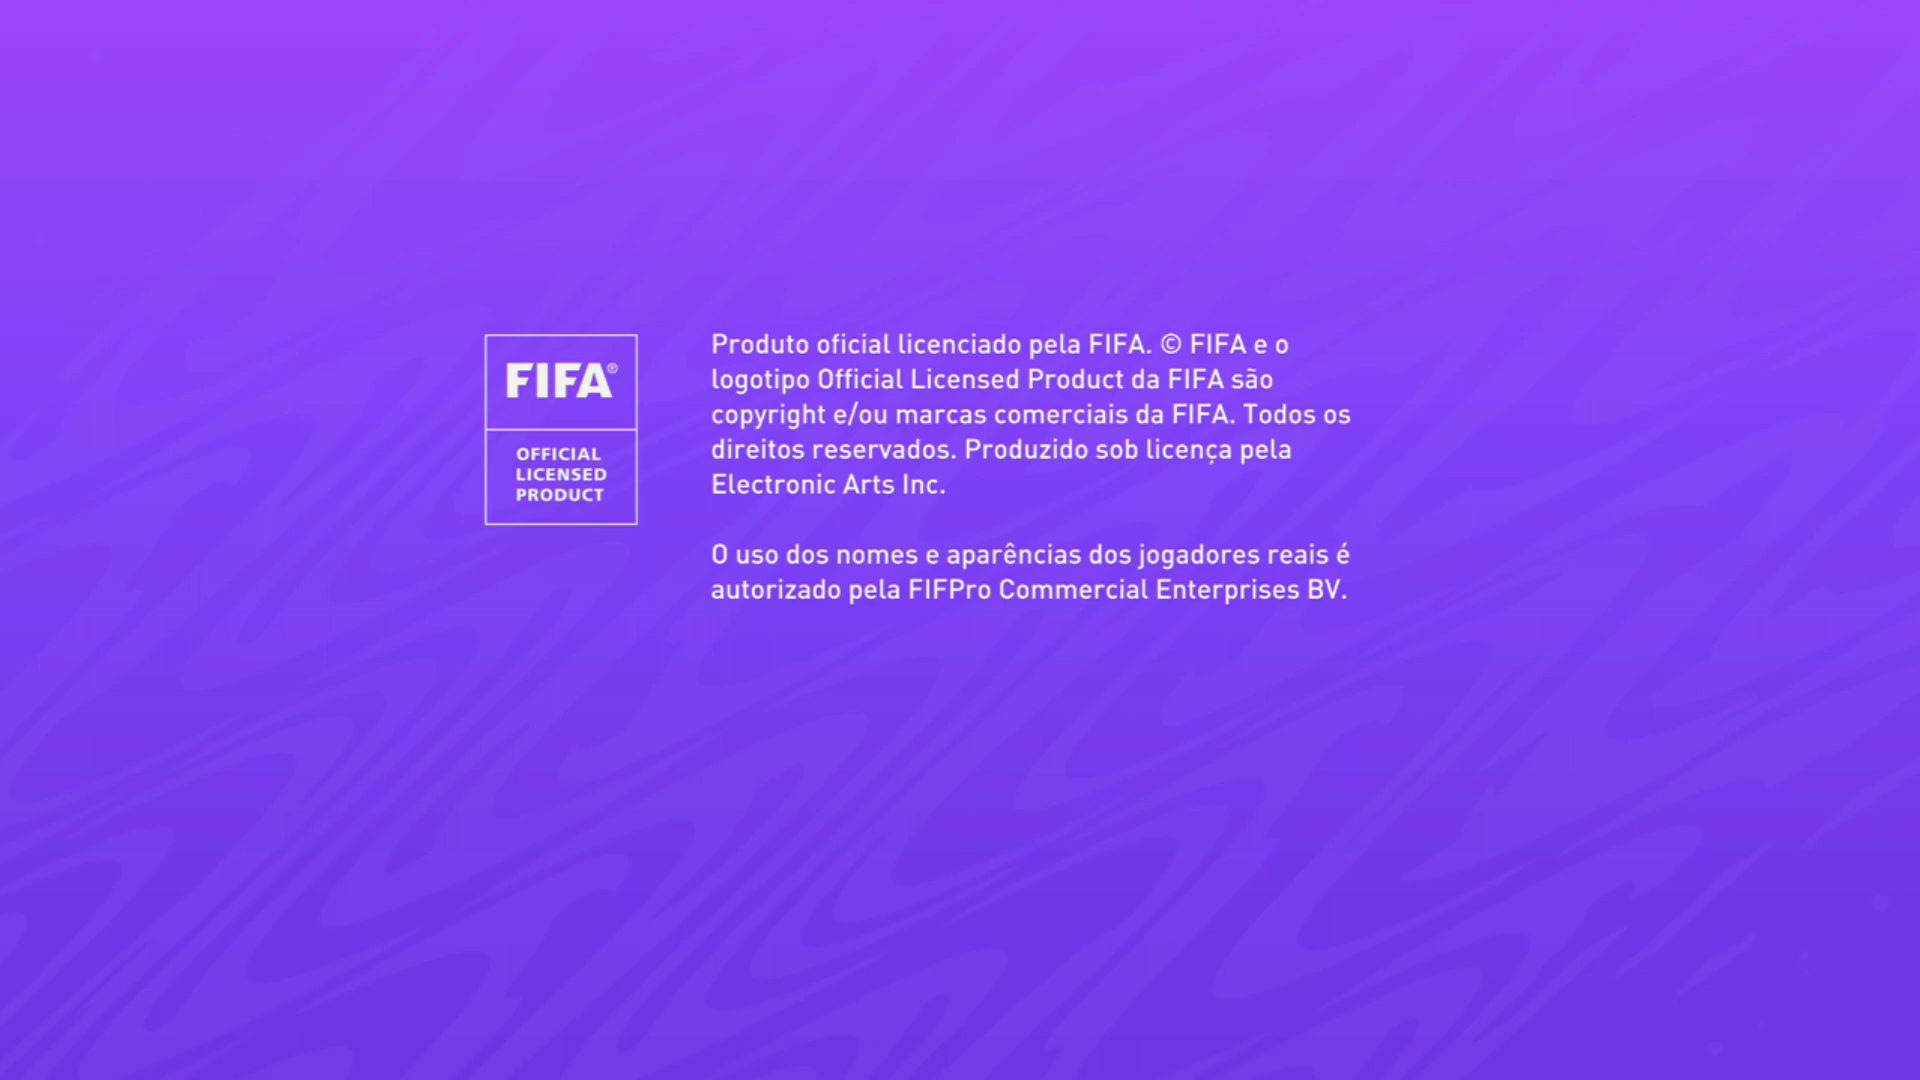 FIFA®
OFFICIAL
LICENSED
PRODUCT
Produto oficial licenciado pela FIFA. © FIFA e o
logotipo Official Licensed Product da FIFA são
copyright e/ou marcas comerciais da FIFA. Todos os
direitos reservados. Produzido sob licença pela
Electronic Arts Inc.
O uso dos nomes e aparências dos jogadores reais é
autorizado pela FIFPro Commercial Enterprises BV.